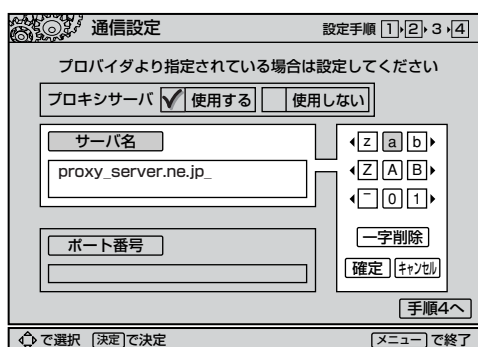 通信設定 設定手順 1 2 3 4
プロバイダより指定されている場合は設定してください
プロキシサーバ 使用する 使用しない
サーバ名
proxy_server.ne.jp_
z a b
Z A B
‾ 0 1
ポート番号
一字削除
確定 キャンセル
手順4へ
で選択 決定 で決定 メニュー で終了